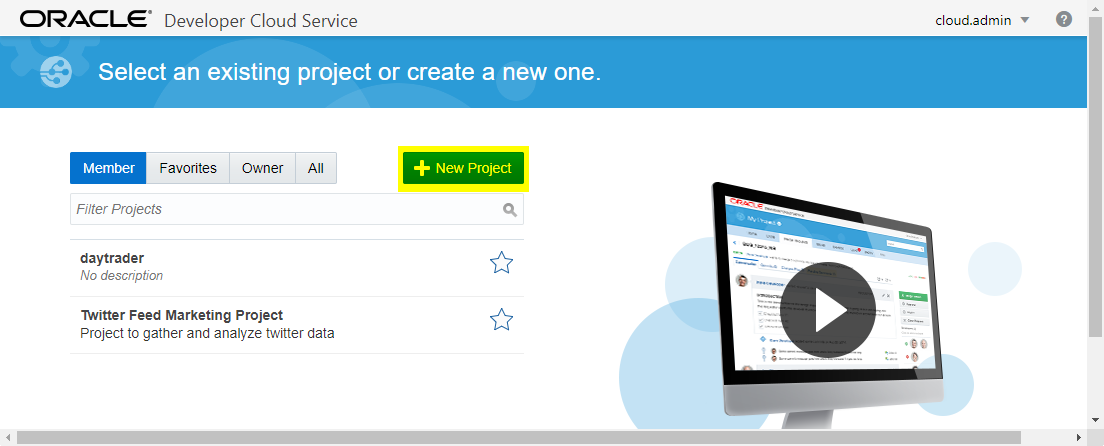 ORACLE® Developer Cloud Service
cloud.admin
?
Select an existing project or create a new one.
Member Favorites Owner All
New Project
Filter Projects
daytrader
No description
Twitter Feed Marketing Project
Project to gather and analyze twitter data
ORACLE